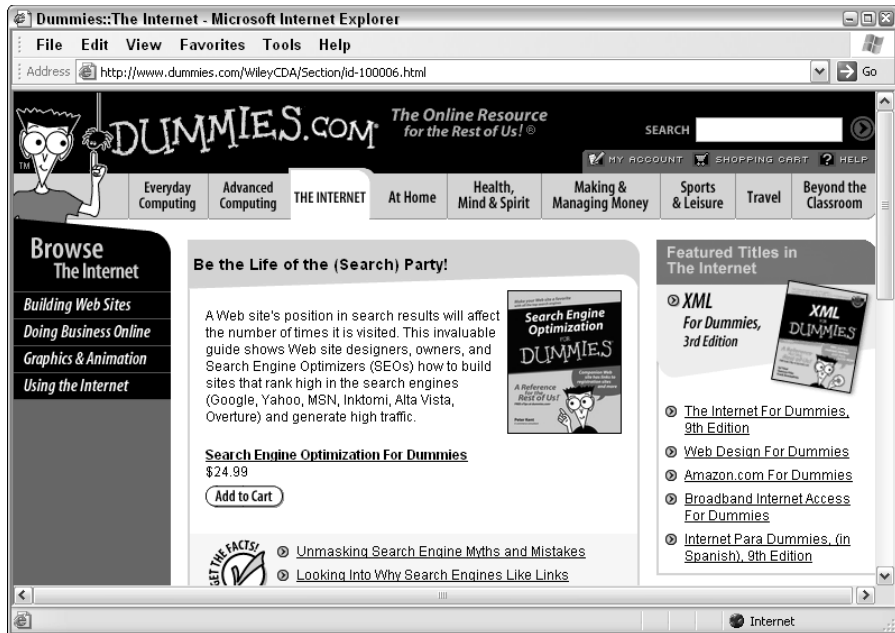 Dummies::The Internet - Microsoft Internet Explorer
File Edit View Favorites Tools Help
Address http://www.dummies.com/WileyCDA/Section/id-100006.html Go
DUMMIES.COM
The Online Resource
for the Rest of Us! ®
SEARCH
MY ACCOUNT SHOPPING CART ? HELP
TM
Everyday
Computing
Advanced
Computing
THE INTERNET
At Home
Health,
Mind & Spirit
Making &
Managing Money
Sports
& Leisure
Travel
Beyond the
Classroom
Browse
The Internet
Building Web Sites
Doing Business Online
Graphics & Animation
Using the Internet
Be the Life of the (Search) Party!
A Web site's position in search results will affect
the number of times it is visited. This invaluable
guide shows Web site designers, owners, and
Search Engine Optimizers (SEOs) how to build
sites that rank high in the search engines
(Google, Yahoo, MSN, Inktomi, Alta Vista,
Overture) and generate high traffic.
Search Engine
Optimization
FOR
DUMMIES
A Reference
for the
Rest of Us!
Peter Kent
Search Engine Optimization For Dummies
$24.99
Add to Cart
GET THE FACTS!
Unmasking Search Engine Myths and Mistakes
Looking Into Why Search Engines Like Links
Featured Titles in
The Internet
XML
For Dummies,
3rd Edition
XML
FOR
DUMMIES
The Internet For Dummies,
9th Edition
Web Design For Dummies
Amazon.com For Dummies
Broadband Internet Access
For Dummies
Internet Para Dummies, (in
Spanish), 9th Edition
Internet